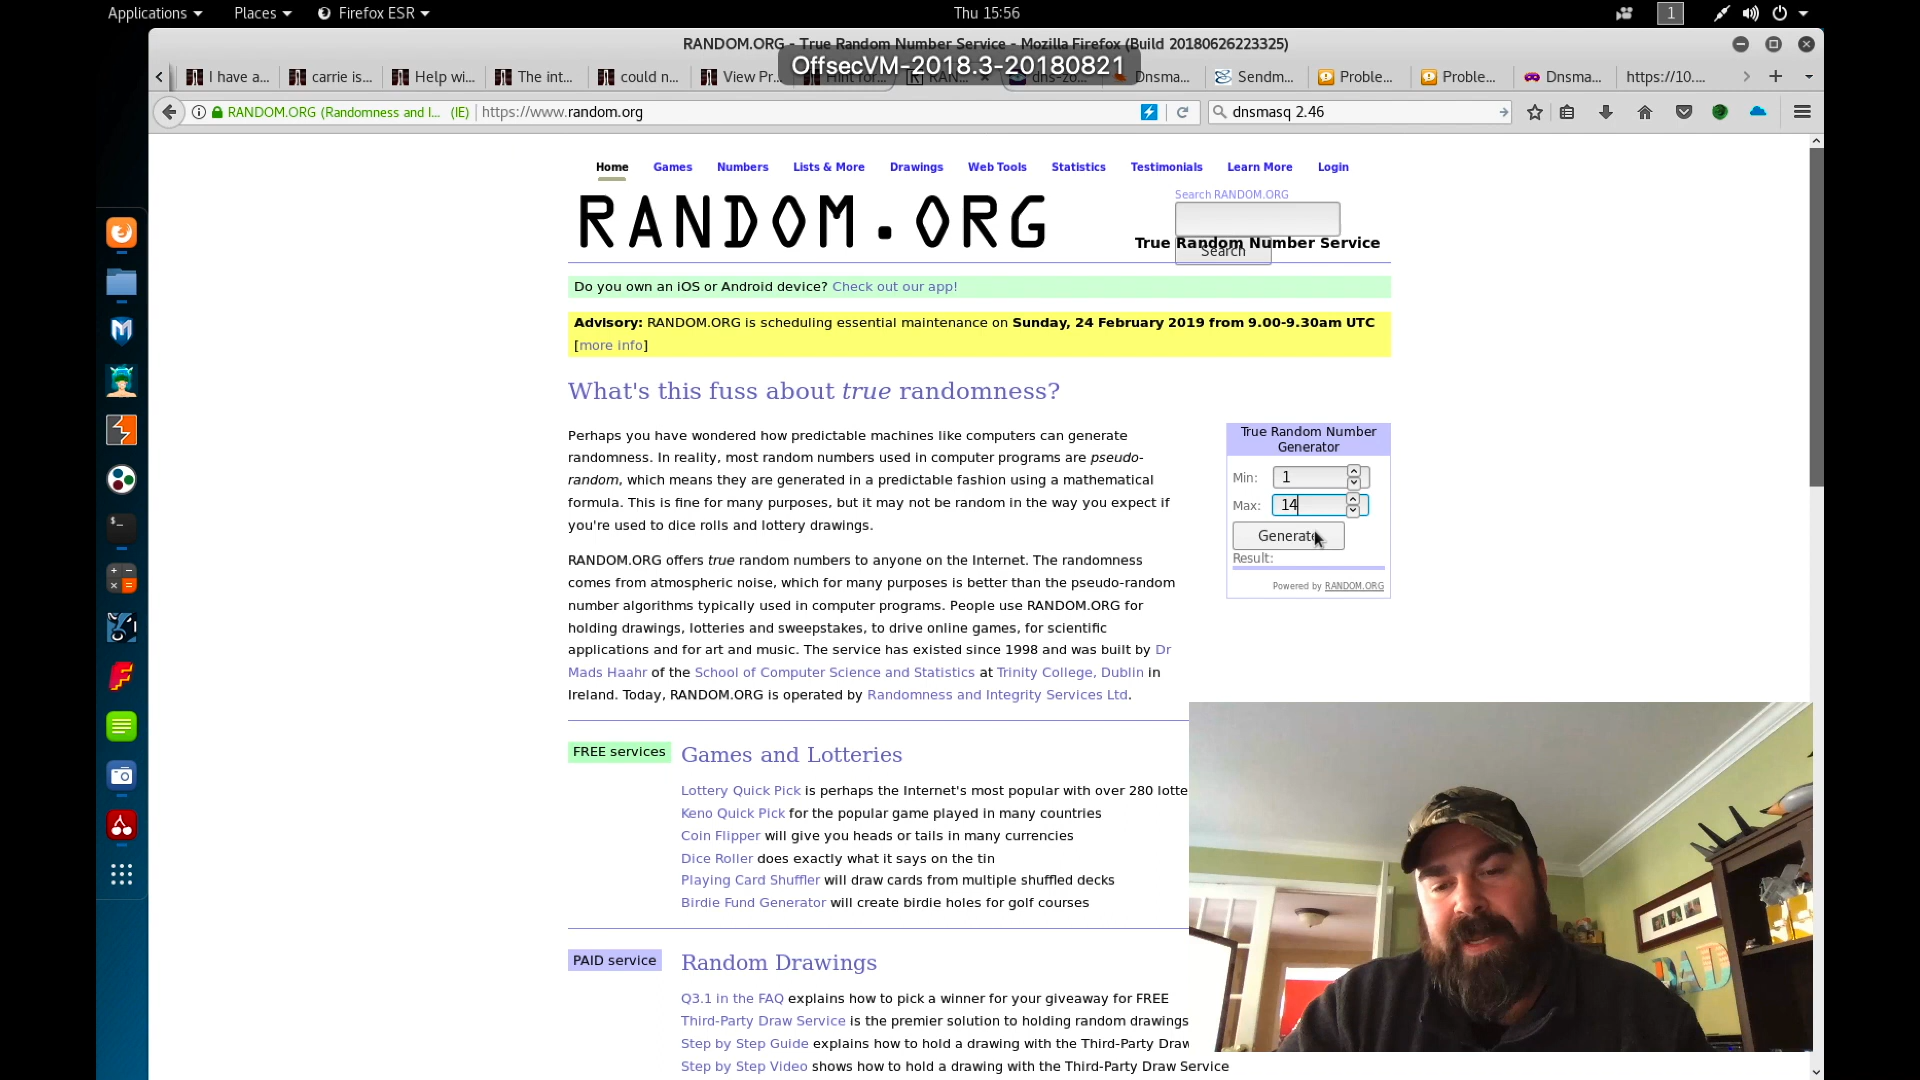 Applications
Places
Firefox ESR
Thu 15:56
1
RANDOM.ORG - True Random Number Service - Mozilla Firefox (Build 20180626223325)
OffsecVM-2018.3-20180821
I have a...
carrie is...
Help wi...
The int...
could n...
View Pr...
Dnsma...
Sendm...
Proble...
Proble...
Dnsma...
https://10....
RANDOM.ORG (Randomness and I... (IE)
https://www.random.org
dnsmasq 2.46
Home
Games
Numbers
Lists & More
Drawings
Web Tools
Statistics
Testimonials
Learn More
Login
RANDOM.ORG
Search RANDOM.ORG
True Random Number Service
Search
Do you own an iOS or Android device? Check out our app!
Advisory: RANDOM.ORG is scheduling essential maintenance on Sunday, 24 February 2019 from 9.00-9.30am UTC
[more info]
What's this fuss about true randomness?
Perhaps you have wondered how predictable machines like computers can generate
randomness. In reality, most random numbers used in computer programs are pseudo-
random, which means they are generated in a predictable fashion using a mathematical
formula. This is fine for many purposes, but it may not be random in the way you expect if
you're used to dice rolls and lottery drawings.
RANDOM.ORG offers true random numbers to anyone on the Internet. The randomness
comes from atmospheric noise, which for many purposes is better than the pseudo-random
number algorithms typically used in computer programs. People use RANDOM.ORG for
holding drawings, lotteries and sweepstakes, to drive online games, for scientific
applications and for art and music. The service has existed since 1998 and was built by Dr
Mads Haahr of the School of Computer Science and Statistics at Trinity College, Dublin in
Ireland. Today, RANDOM.ORG is operated by Randomness and Integrity Services Ltd.
True Random Number
Generator
Min: 1
Max: 14
Generate
Result:
Powered by RANDOM.ORG
FREE services
Games and Lotteries
Lottery Quick Pick is perhaps the Internet's most popular with over 280 lotte
Keno Quick Pick for the popular game played in many countries
Coin Flipper will give you heads or tails in many currencies
Dice Roller does exactly what it says on the tin
Playing Card Shuffler will draw cards from multiple shuffled decks
Birdie Fund Generator will create birdie holes for golf courses
PAID service
Random Drawings
Q3.1 in the FAQ explains how to pick a winner for your giveaway for FREE
Third-Party Draw Service is the premier solution to holding random drawings
Step by Step Guide explains how to hold a drawing with the Third-Party Draw
Step by Step Video shows how to hold a drawing with the Third-Party Draw Service
DAD